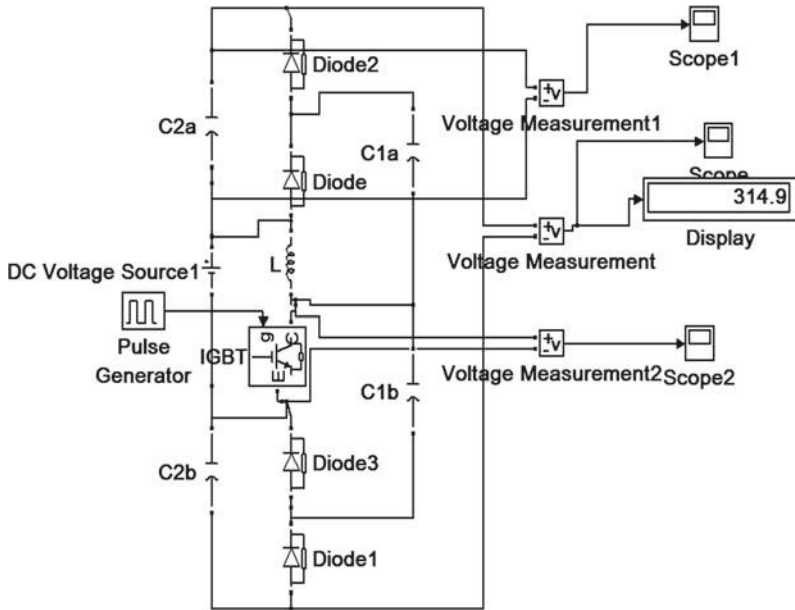 Diode2
Scope1
C2a
Voltage Measurement1
C1a
Diode
Scope
314.9
Display
L
DC Voltage Source1
Voltage Measurement
g
C
IGBT
E
Pulse
Generator
Voltage Measurement2
Scope2
C1b
Diode3
C2b
Diode1